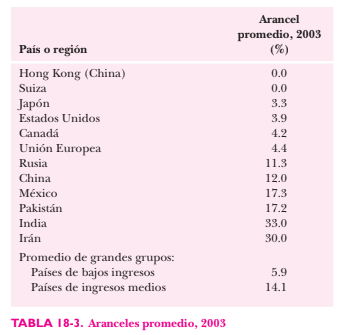 Arancel
promedio, 2003
País o región (%)
Hong Kong (China) 0.0
Suiza 0.0
Japón 3.3
Estados Unidos 3.9
Canadá 4.2
Unión Europea 4.4
Rusia 11.3
China 12.0
México 17.3
Pakistán 17.2
India 33.0
Irán 30.0
Promedio de grandes grupos:
Países de bajos ingresos 5.9
Países de ingresos medios 14.1
TABLA 18-3. Aranceles promedio, 2003